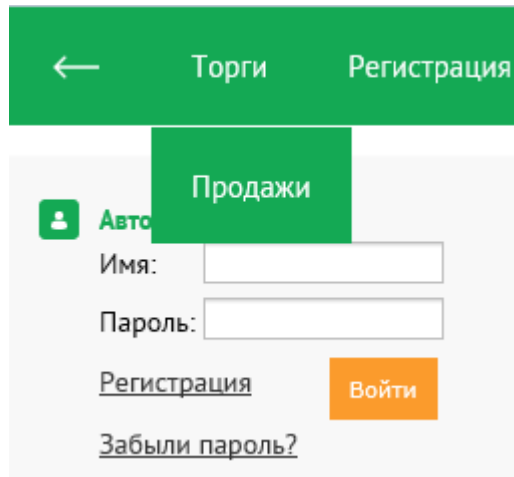 ← Торги Регистрация
Продажи
Авто
Имя:
Пароль:
Регистрация Войти
Забыли пароль?